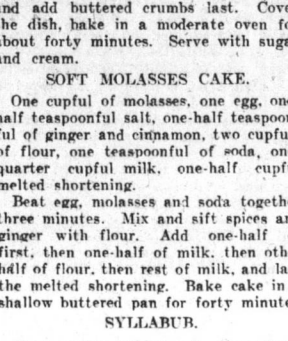 and add buttered crumbs last. Cove
the dish, bake in a moderate oven fo
about forty minutes. Serve with suga
and cream.
SOFT MOLASSES CAKE.
One cupful of molasses, one egg, on
half teaspoonful salt, one-half teaspoon
ful of ginger and cinnamon, two cupfu
of flour, one teaspoonful of soda, on
quarter cupful milk, one-half cupf
melted shortening.
Beat egg, molasses and soda togeth
three minutes. Mix and sift spices an
ginger with flour. Add one-half
first, then one-half of milk, then oth
half of flour, then rest of milk, and la
the melted shortening. Bake cake in
shallow buttered pan for forty minute
SYLLABUB.